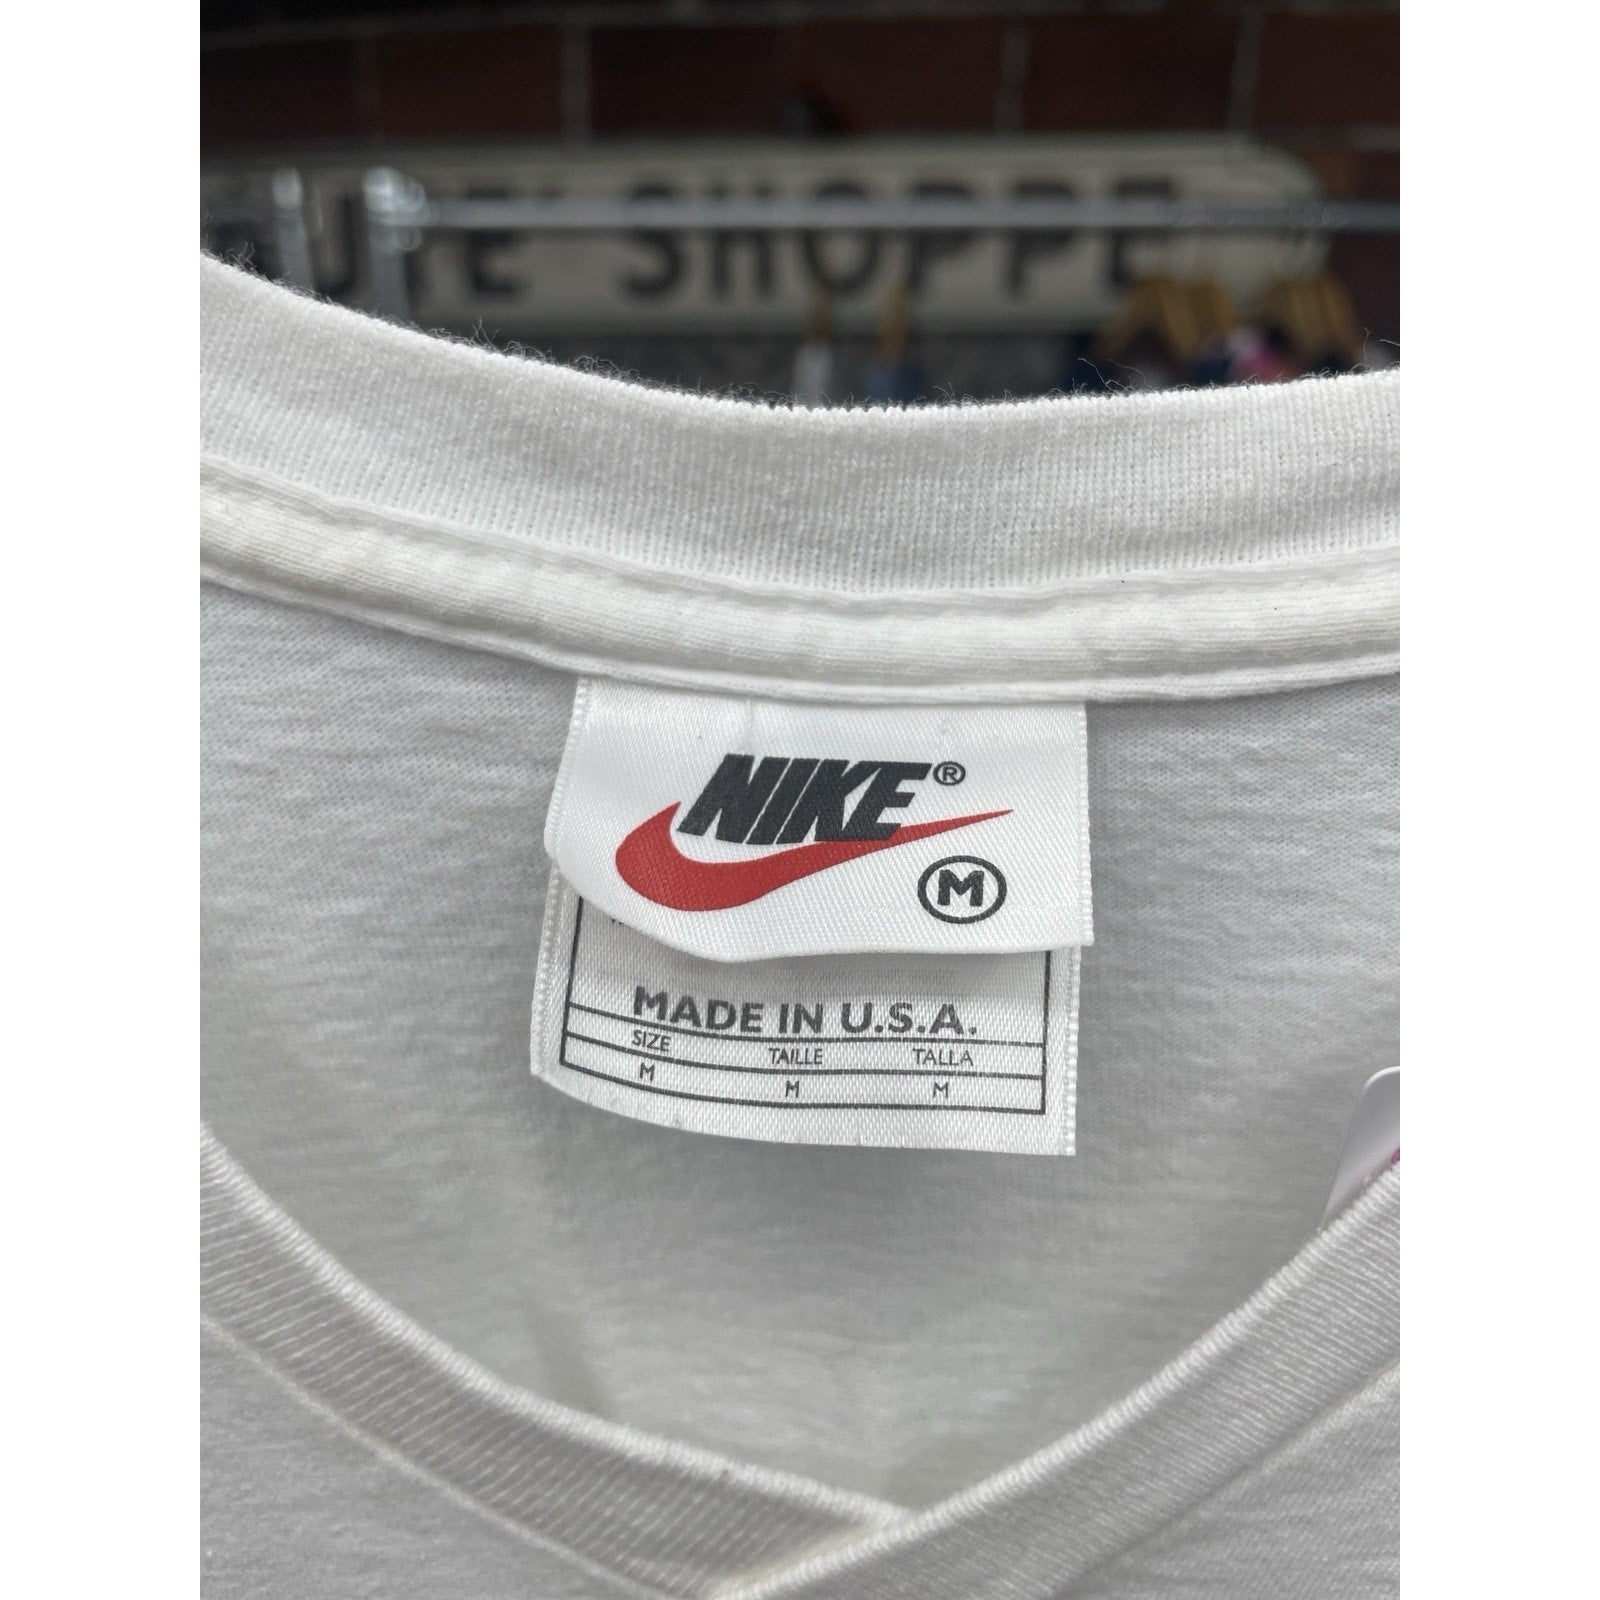 SHOPPE
NIKE®
M
MADE IN U.S.A.
SIZE TAILLE TALLA
M M M